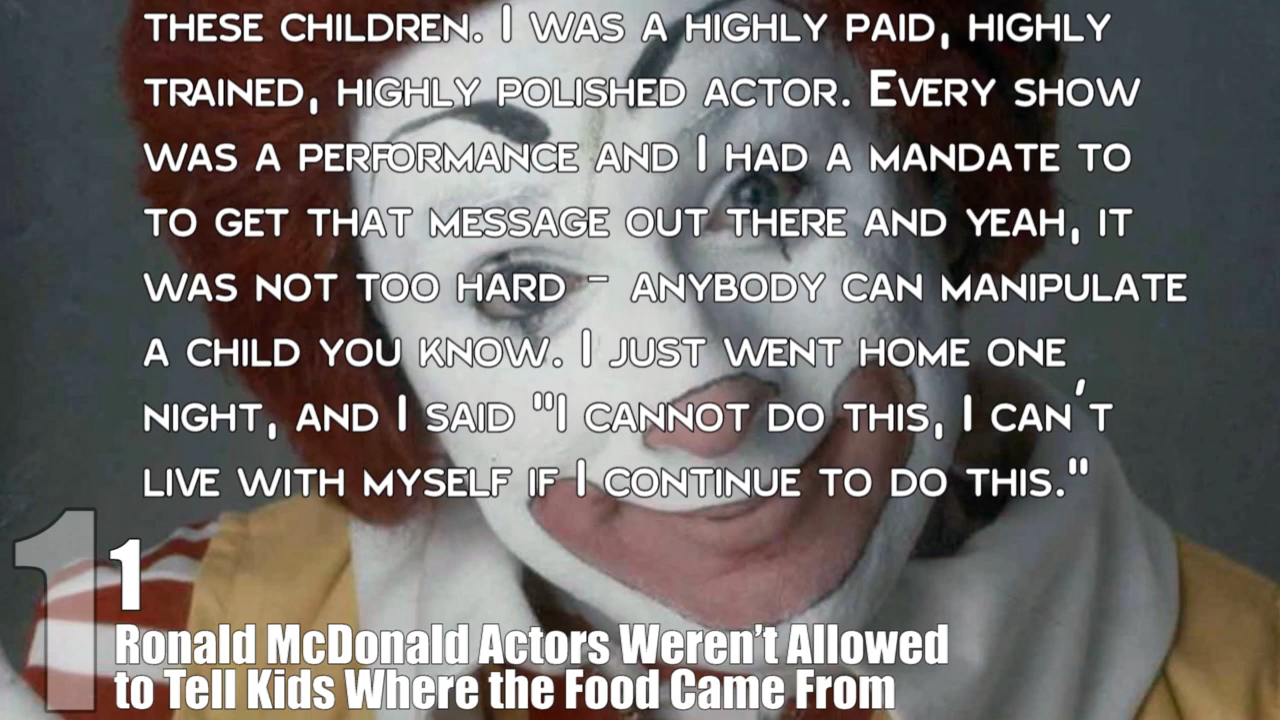 THESE CHILDREN. I WAS A HIGHLY PAID, HIGHLY
TRAINED, HIGHLY POLISHED ACTOR. EVERY SHOW
WAS A PERFORMANCE AND I HAD A MANDATE TO
TO GET THAT MESSAGE OUT THERE AND YEAH, IT
WAS NOT TOO HARD - ANYBODY CAN MANIPULATE
A CHILD YOU KNOW. I JUST WENT HOME ONE
NIGHT, AND I SAID "I CANNOT DO THIS, I CAN'T
LIVE WITH MYSELF IF I CONTINUE TO DO THIS."
1
1
Ronald McDonald Actors Weren't Allowed
to Tell Kids Where the Food Came From